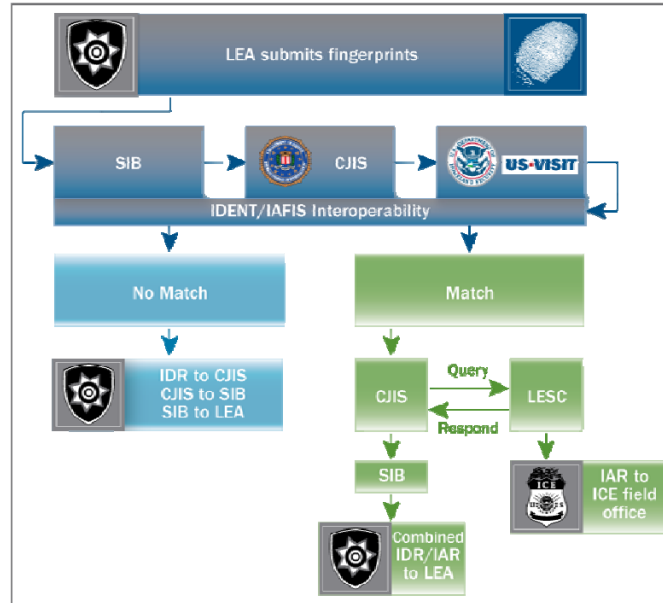 LEA submits fingerprints
SIB
CJIS
US-VISIT
IDENT/IAFIS Interoperability
No Match
Match
IDR to CJIS
CJIS to SIB
SIB to LEA
CJIS
Query
Respond
LESC
SIB
ICE
IAR to
ICE field
office
Combined
IDR/IAR
to LEA